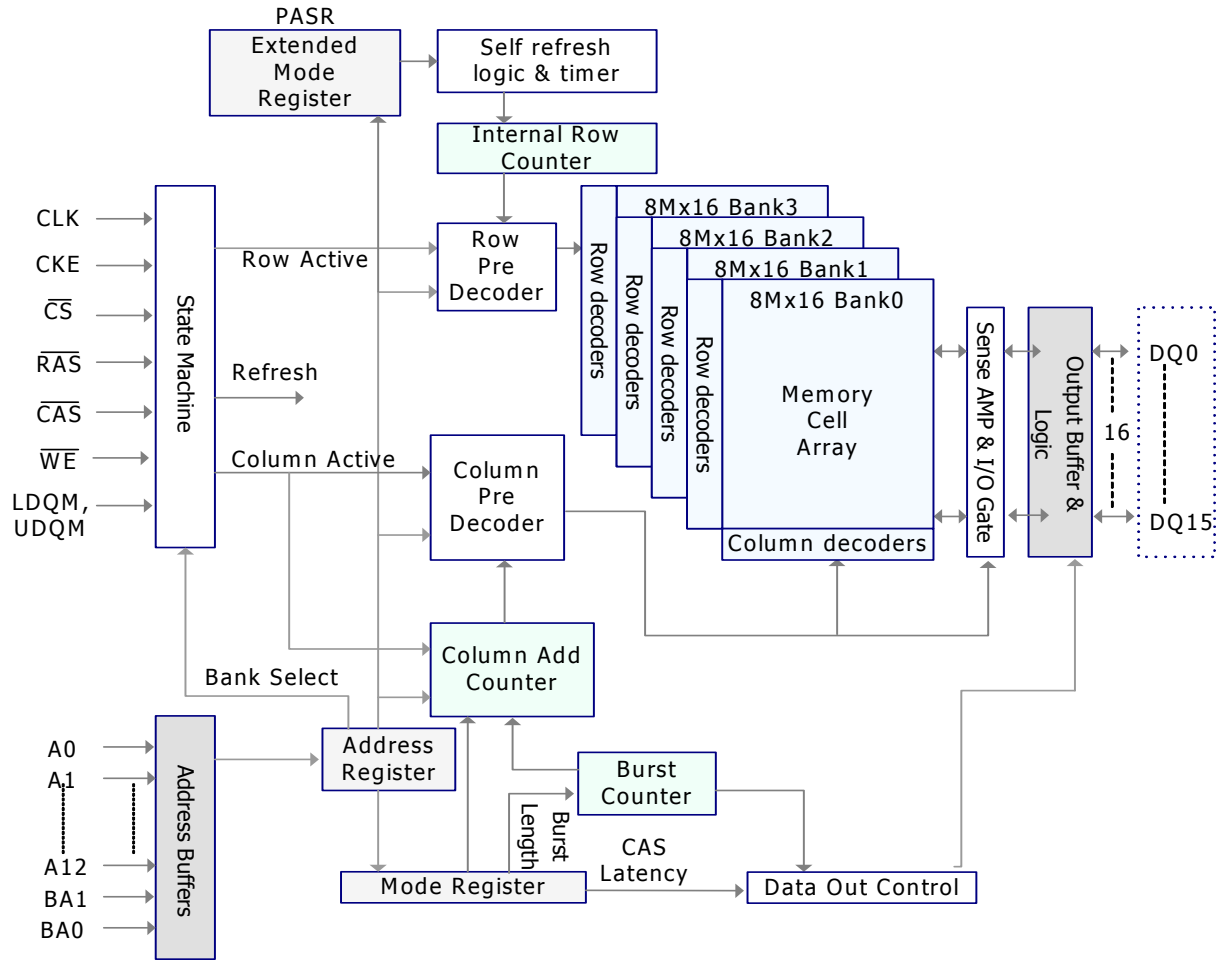 PASR
Extended
Mode
Register
Self refresh
logic & timer
Internal Row
Counter
CLK
CKE
C̅S̅
R̅A̅S̅
C̅A̅S̅
W̅E̅
LDQM,
UDQM
State Machine
Row Active
Refresh
Column Active
Row
Pre
Decoder
Column
Pre
Decoder
8Mx16 Bank3
8Mx16 Bank2
8Mx16 Bank1
8Mx16 Bank0
Row decoders
Row decoders
Row decoders
Row decoders
Memory
Cell
Array
Column decoders
Sense AMP & I/O Gate
Output Buffer &
Logic
DQ0
16
DQ15
Column Add
Counter
Bank Select
A0
A1
A12
BA1
BA0
Address Buffers
Address
Register
Burst
Counter
Burst
Length
CAS
Latency
Mode Register
Data Out Control